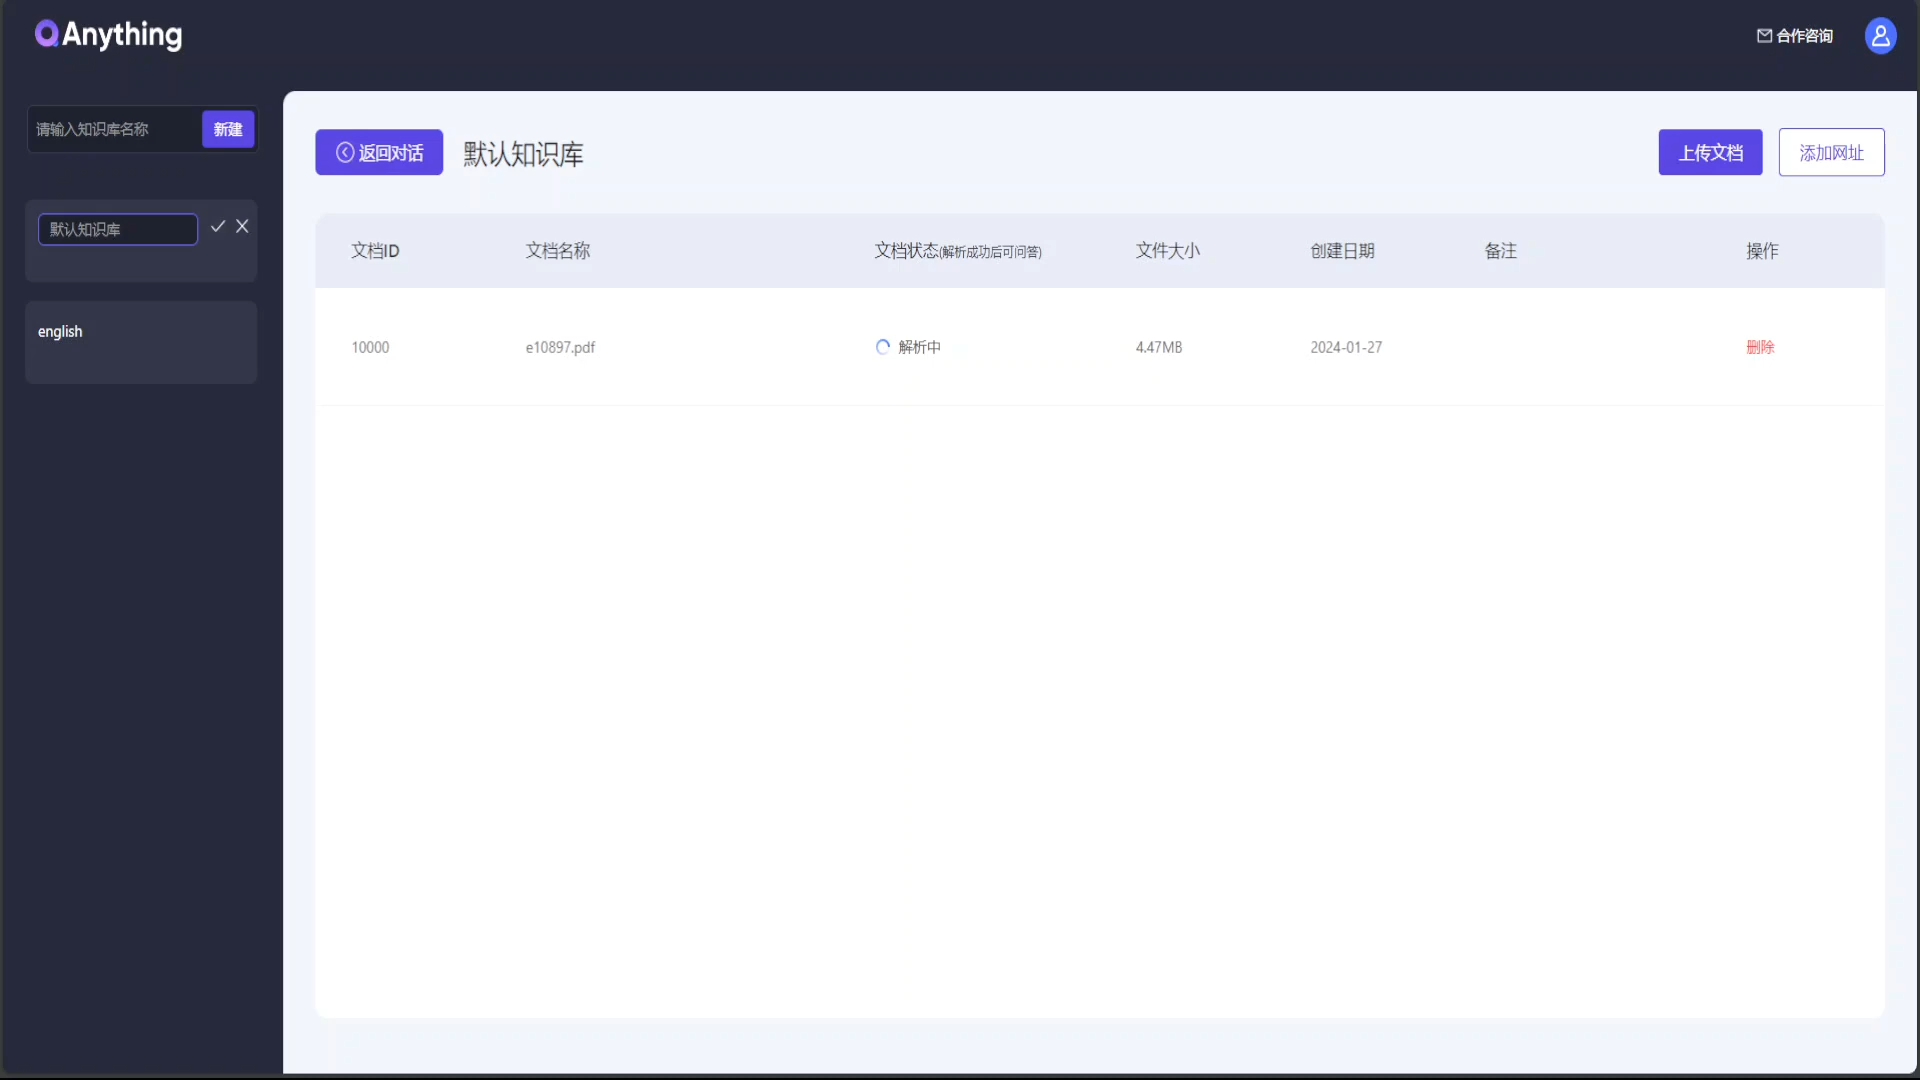 QAnything
合作咨询
请输入知识库名称
新建
返回对话
默认知识库
上传文档
添加网址
默认知识库
english
文档ID
文档名称
文档状态(解析成功后可问答)
文件大小
创建日期
备注
操作
10000
e10897.pdf
解析中
4.47MB
2024-01-27
删除